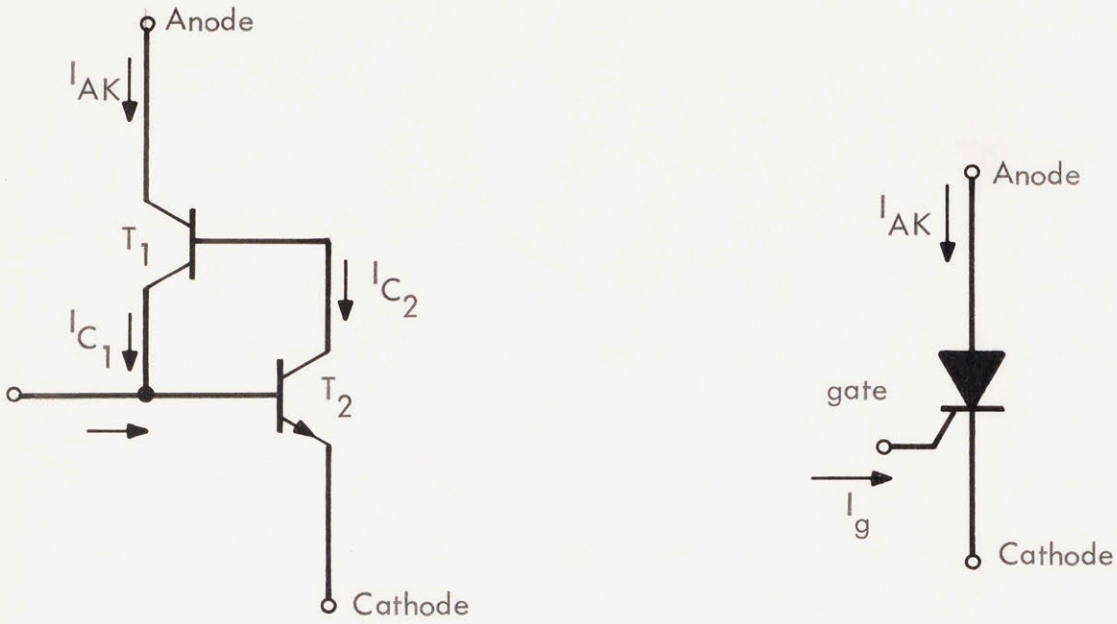 Anode
I_AK
T_1
I_C_1
I_C_2
T_2
Cathode
Anode
I_AK
gate
I_g
Cathode